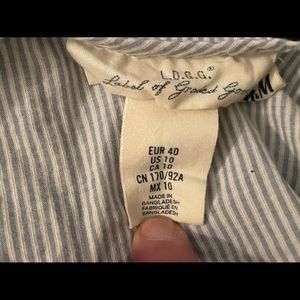 L.O.G.G.®
Label of Graded Goods
H&M
EUR 40
US 10
CA 10
CN 170/92A
MX 10
MADE IN
BANGLADESH
FABRIQUÉ EN
BANGLADESH